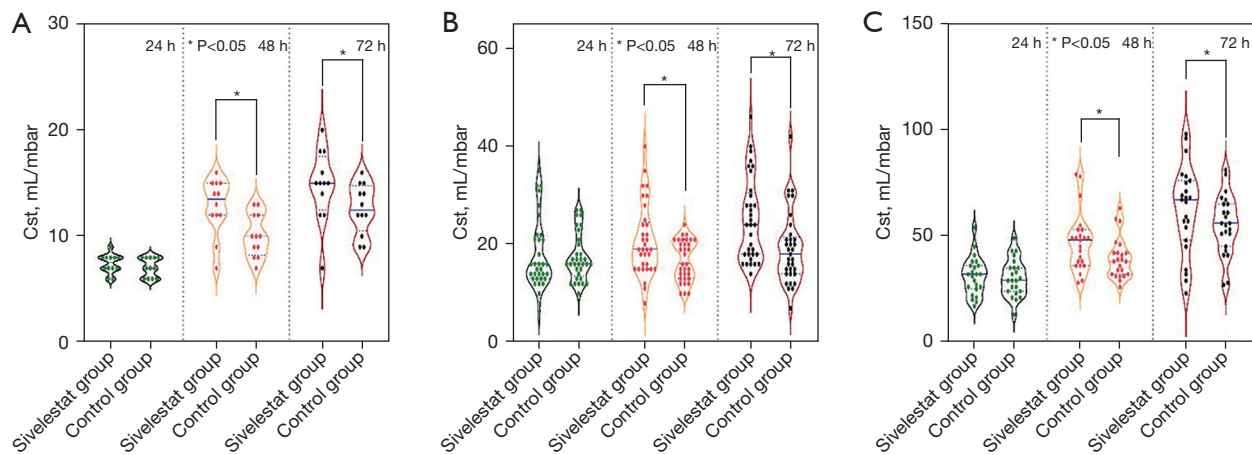 A
Cst, mL/mbar
30
20
10
0
24 h
* P<0.05
48 h
72 h
*
*
Sivelestat group
Control group
Sivelestat group
Control group
Sivelestat group
Control group
B
Cst, mL/mbar
60
40
20
0
24 h
* P<0.05
48 h
72 h
*
*
Sivelestat group
Control group
Sivelestat group
Control group
Sivelestat group
Control group
C
Cst, mL/mbar
150
100
50
0
24 h
* P<0.05
48 h
72 h
*
*
Sivelestat group
Control group
Sivelestat group
Control group
Sivelestat group
Control group